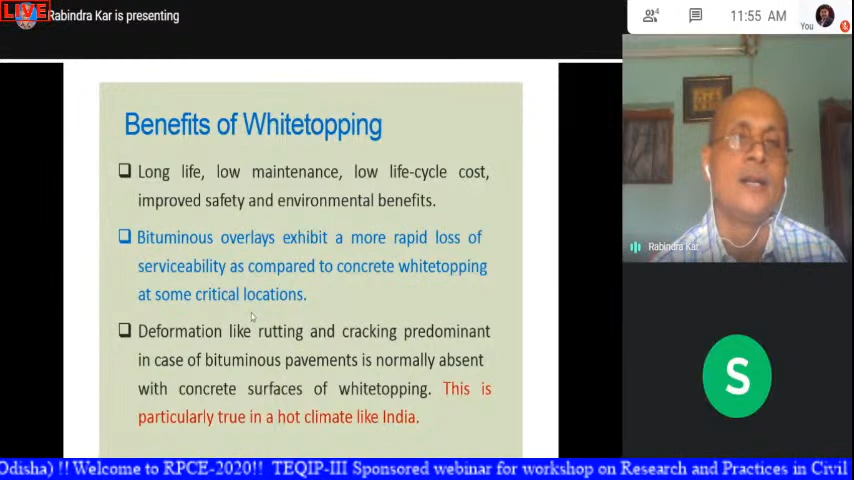 LIVE
Rabindra Kar is presenting
4
11:55 AM
You
Benefits of Whitetopping
Long life, low maintenance, low life-cycle cost,
improved safety and environmental benefits.
Bituminous overlays exhibit a more rapid loss of
serviceability as compared to concrete whitetopping
at some critical locations.
Deformation like rutting and cracking predominant
in case of bituminous pavements is normally absent
with concrete surfaces of whitetopping. This is
particularly true in a hot climate like India.
Rabindra Kar
S
Odisha) !! Welcome to RPCE-2020!! TEQIP-III Sponsored webinar for workshop on Research and Practices in Civil